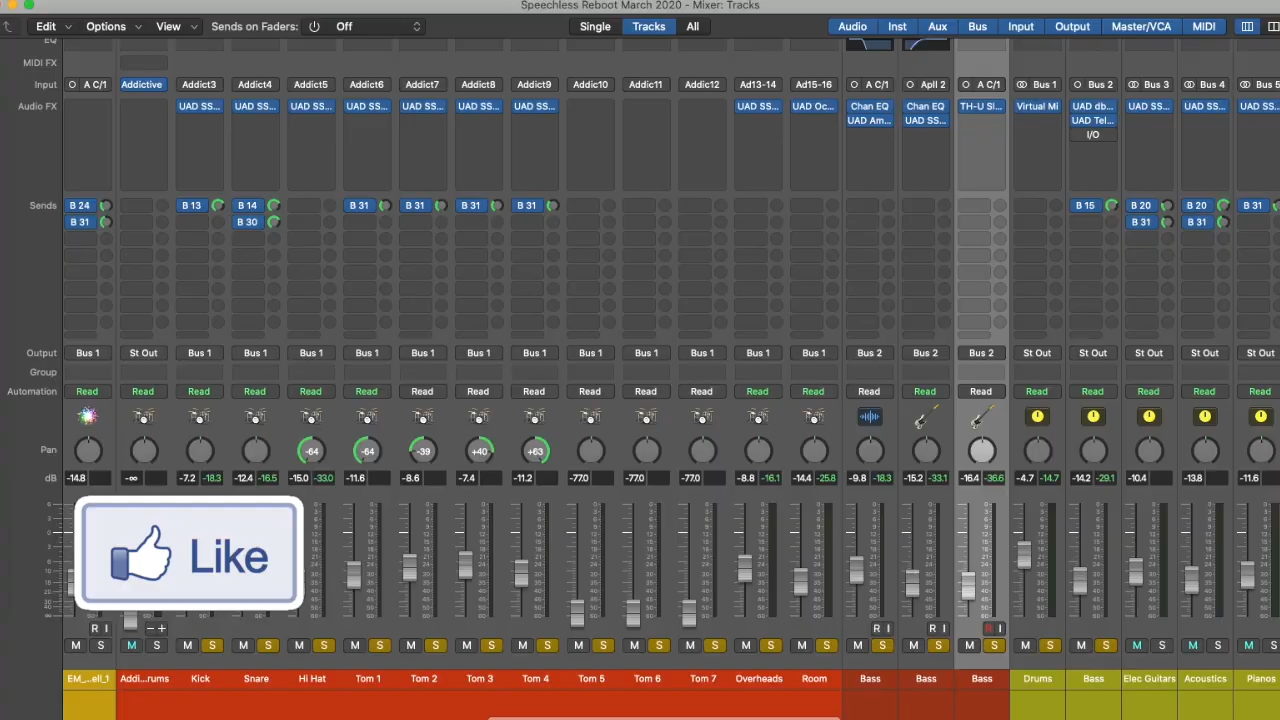 Speechless Reboot March 2020 - Mixer: Tracks
Edit Options View Sends on Faders: Off Single Tracks All Audio Inst Aux Bus Input Output Master/VCA MIDI
EQ
MIDI FX
Input A C/1 Addictive Addict3 Addict4 Addict5 Addict6 Addict7 Addict8 Addict9 Addic10 Addic11 Addic12 Ad13-14 Ad15-16 A C/1 Apll 2 A C/1 Bus 1 Bus 2 Bus 3 Bus 4 Bus 5
Audio FX UAD SS... UAD SS... UAD SS... UAD SS... UAD SS... UAD SS... UAD SS... UAD SS... UAD Oc... Chan EQ Chan EQ TH-U Sl... Virtual Mi UAD db... UAD SS... UAD SS... UAD SS...
UAD Am... UAD SS... UAD Tel...
I/O
Sends B 24 B 13 B 14 B 31 B 31 B 31 B 31 B 15 B 20 B 20 B 31
B 31 B 30 B 31 B 31
Output Bus 1 St Out Bus 1 Bus 1 Bus 1 Bus 1 Bus 1 Bus 1 Bus 1 Bus 1 Bus 1 Bus 1 Bus 1 Bus 1 Bus 2 Bus 2 Bus 2 St Out St Out St Out St Out St Out
Group
Automation Read Read Read Read Read Read Read Read Read Read Read Read Read Read Read Read Read Read Read Read Read Read
Pan -64 -64 -39 +40 +63
dB -14.8 -∞ -7.2 -18.3 -12.4 -16.5 -15.0 -33.0 -11.2 -8.6 -7.4 -11.2 -77.0 -77.0 -77.0 -8.8 -16.1 -14.4 -25.8 -9.8 -18.3 -15.2 -33.1 -16.4 -36.6 -4.7 -14.7 -14.2 -29.1 -10.4 -13.8 -11.6
Like
R I - + R I R I R I
M S M S M S M S M S M S M S M S M S M S M S M S M S M S M S M S M S M S M S M S M S M S
EM_...ell_1 Addi...rums Kick Snare Hi Hat Tom 1 Tom 2 Tom 3 Tom 4 Tom 5 Tom 6 Tom 7 Overheads Room Bass Bass Bass Drums Bass Elec Guitars Acoustics Pianos